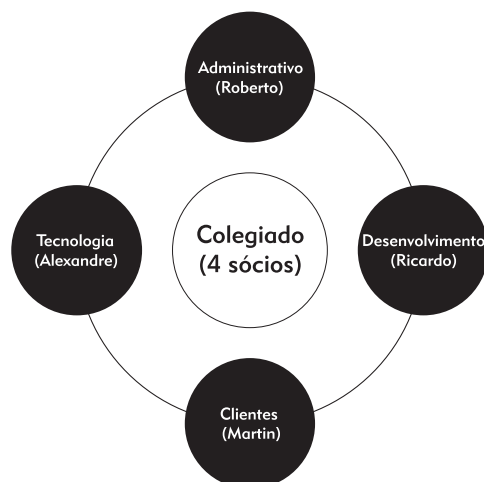 Administrativo
(Roberto)
Tecnologia
(Alexandre)
Colegiado
(4 sócios)
Desenvolvimento
(Ricardo)
Clientes
(Martin)